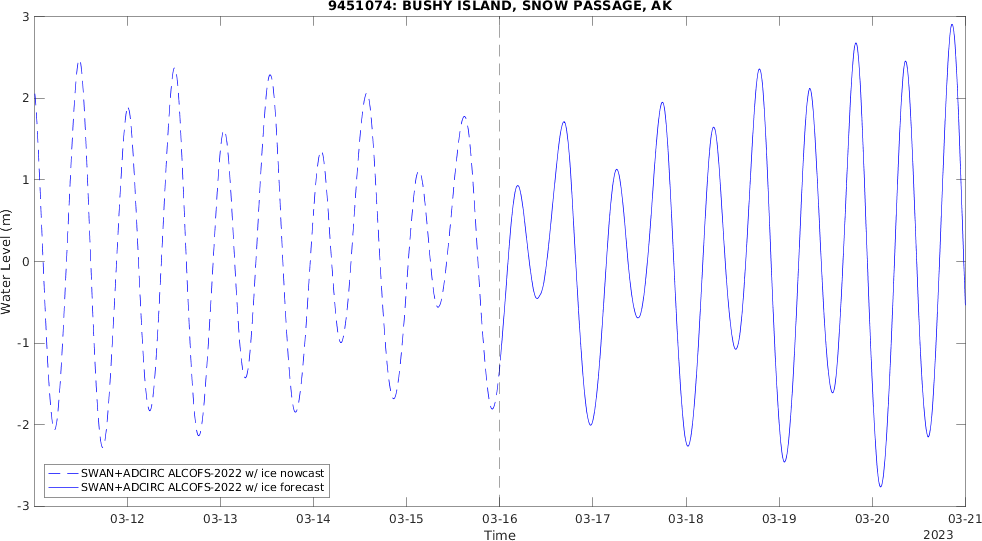 9451074: BUSHY ISLAND, SNOW PASSAGE, AK
3
2
1
0
-1
-2
-3
Water Level (m)
SWAN+ADCIRC ALCOFS-2022 w/ ice nowcast
SWAN+ADCIRC ALCOFS-2022 w/ ice forecast
03-12 03-13 03-14 03-15 03-16 03-17 03-18 03-19 03-20 03-21
Time
2023